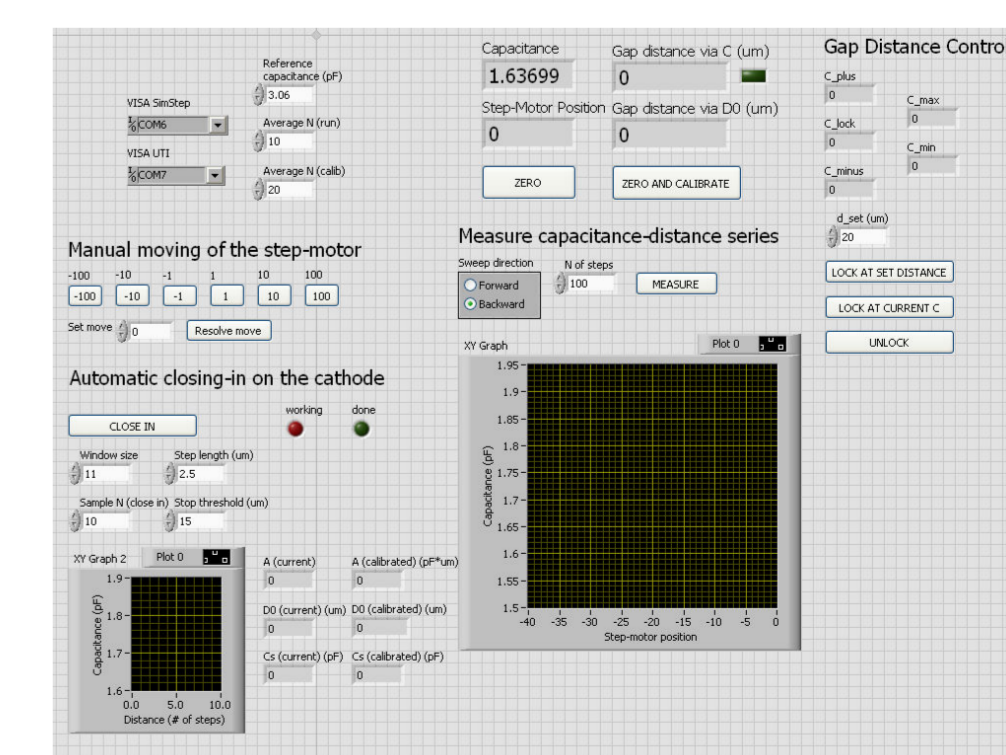 Reference
capacitance (pF)
3.06
VISA SimStep
COM6
Average N (run)
10
VISA UTI
COM7
Average N (calib)
20
Capacitance
1.63699
Gap distance via C (um)
0
Step-Motor Position
0
Gap distance via D0 (um)
0
ZERO
ZERO AND CALIBRATE
Gap Distance Contro
C_plus
0
C_max
0
C_lock
0
C_min
0
C_minus
0
d_set (um)
20
LOCK AT SET DISTANCE
LOCK AT CURRENT C
UNLOCK
Manual moving of the step-motor
-100 -10 -1 1 10 100
-100 -10 -1 1 10 100
Set move 0 Resolve move
Measure capacitance-distance series
Sweep direction
Forward
Backward
N of steps
100
MEASURE
Automatic closing-in on the cathode
CLOSE IN
working
done
Window size
11
Step length (um)
2.5
Sample N (close in)
10
Stop threshold (um)
15
XY Graph 2
Plot 0
1.9
1.8
1.7
1.6
Capacitance (pF)
0.0 5.0 10.0
Distance (# of steps)
A (current)
0
A (calibrated) (pF*um)
0
D0 (current) (um)
0
D0 (calibrated) (um)
0
Cs (current) (pF)
0
Cs (calibrated) (pF)
0
XY Graph
Plot 0
1.95
1.9
1.85
1.8
1.75
1.7
1.65
1.6
1.55
1.5
Capacitance (pF)
-40 -35 -30 -25 -20 -15 -10 -5 0
Step-motor position